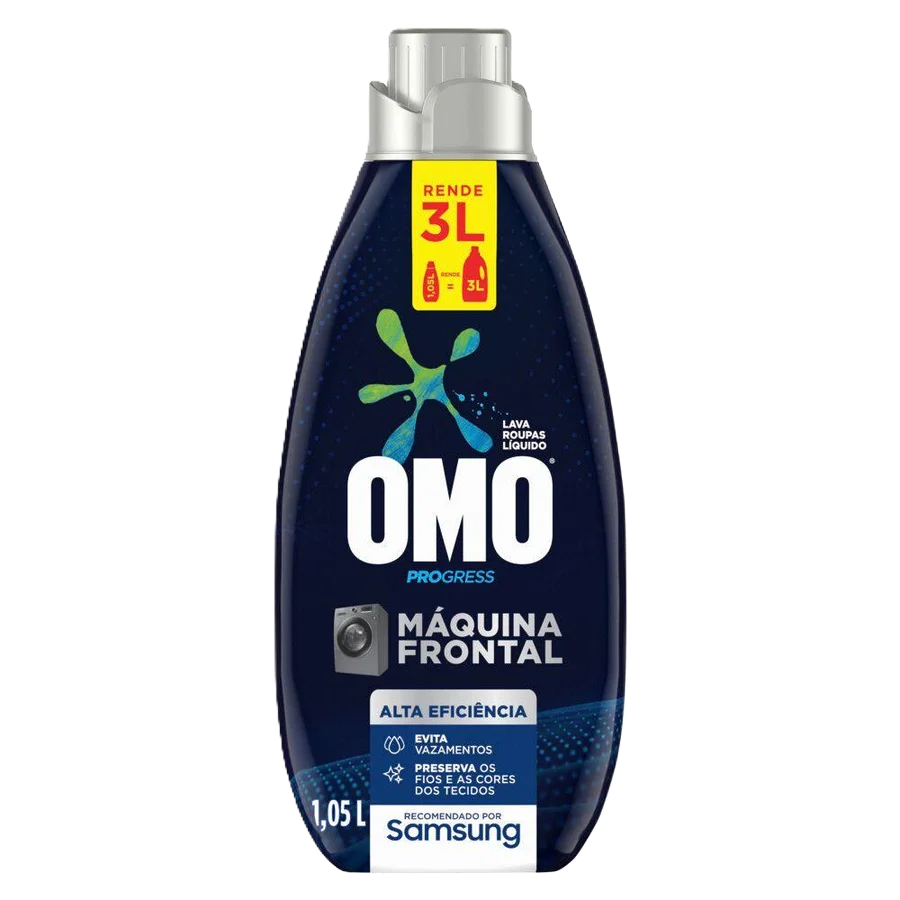 RENDE
3L
1,05L RENDE = 3L
LAVA
ROUPAS
LÍQUIDO
OMO®
PROGRESS
MÁQUINA
FRONTAL
ALTA EFICIÊNCIA
EVITA
VAZAMENTOS
PRESERVA OS
FIOS E AS CORES
DOS TECIDOS
1,05 L
RECOMENDADO POR
Samsung